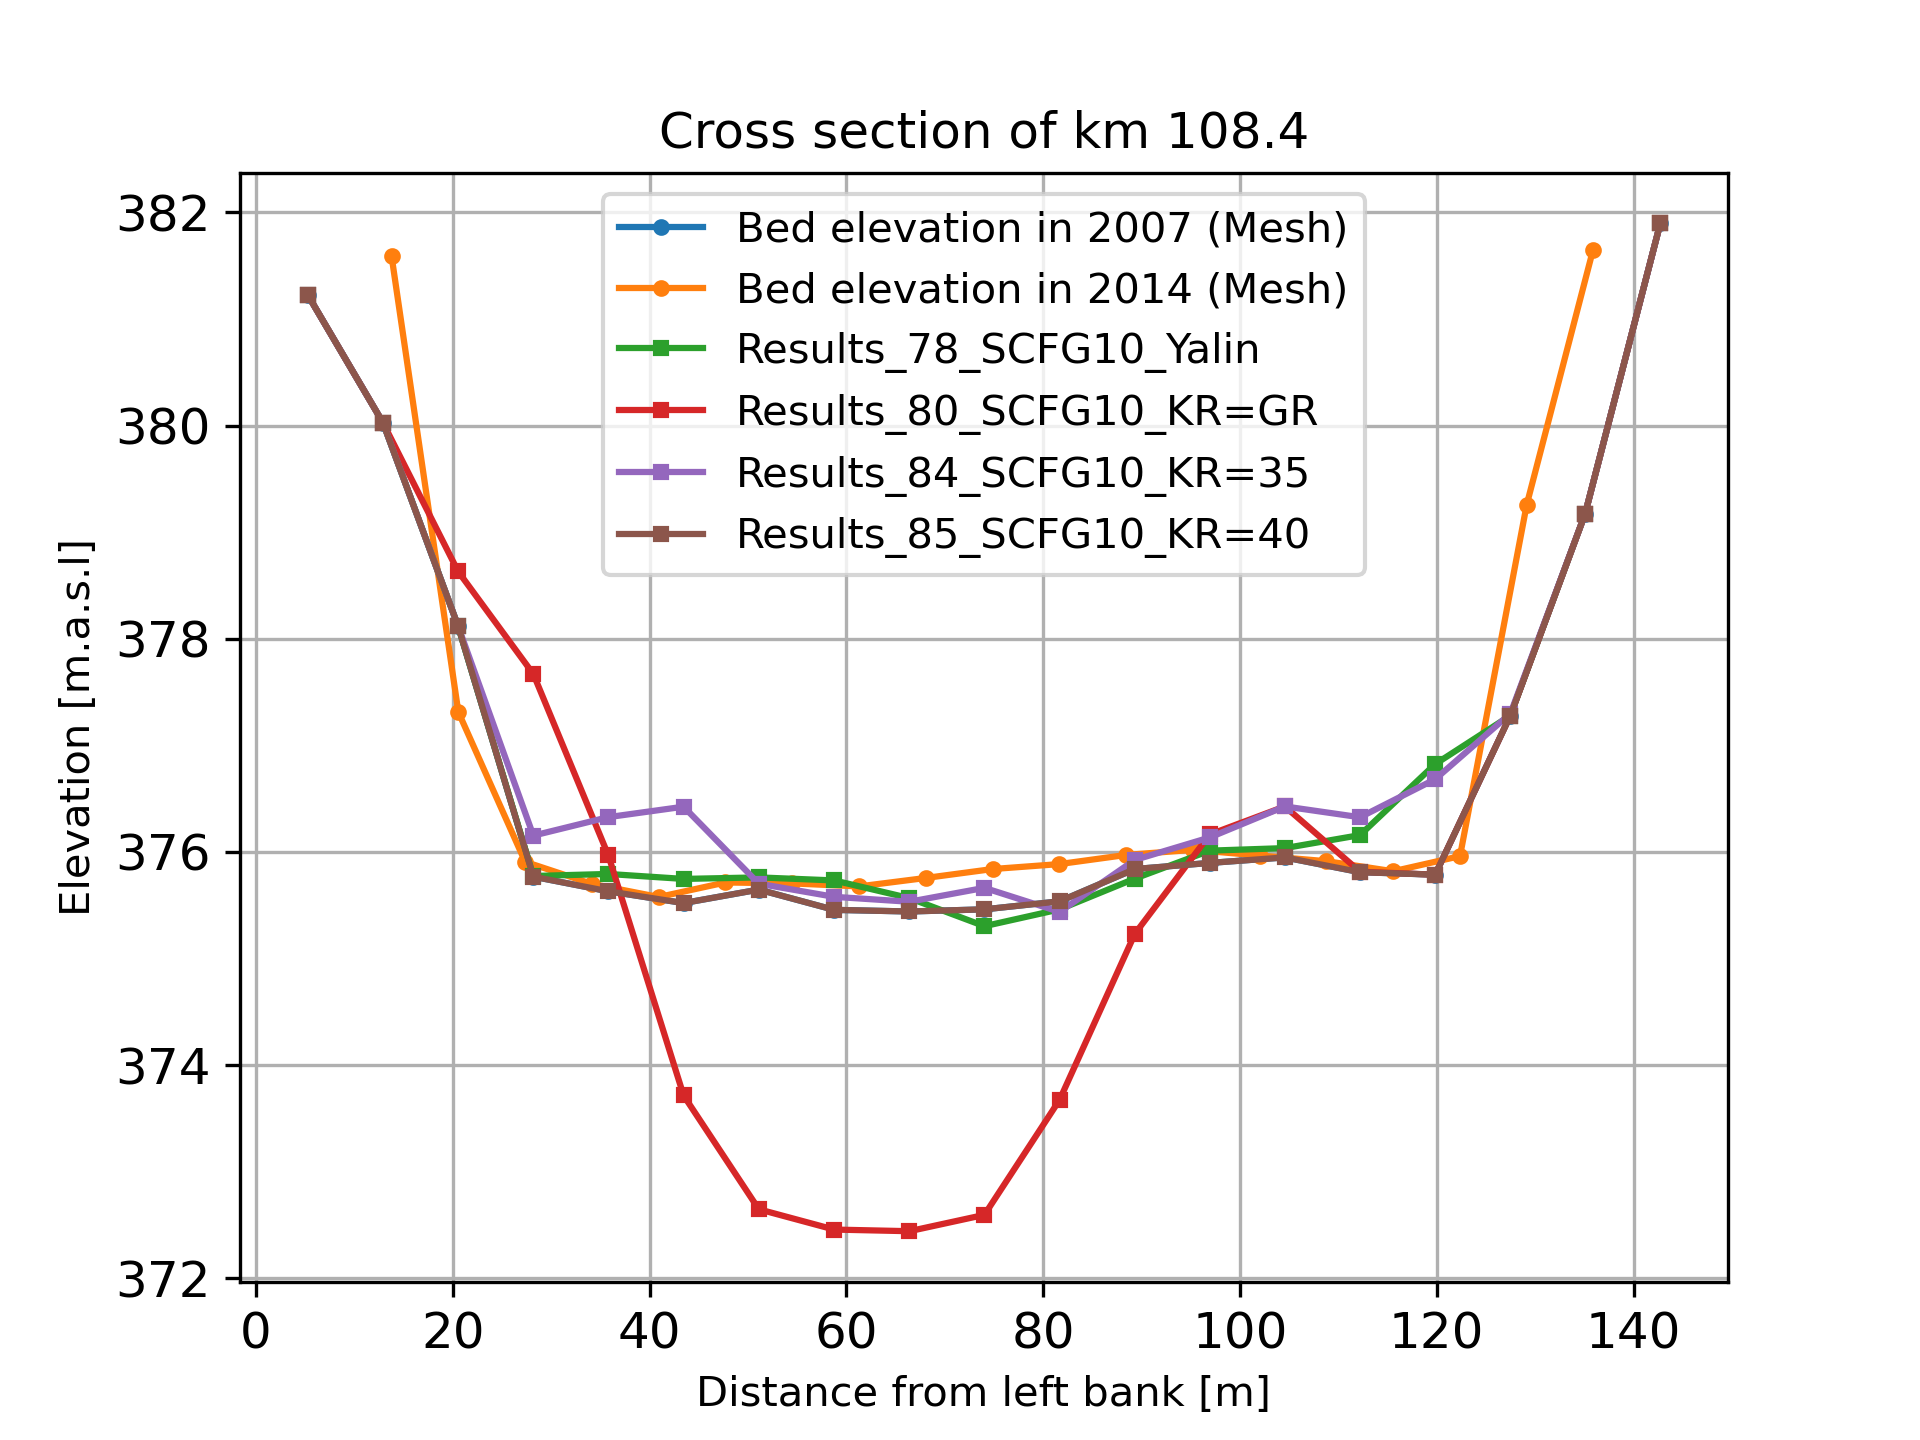 Cross section of km 108.4
382
380
378
376
374
372
Elevation [m.a.s.l]
Bed elevation in 2007 (Mesh)
Bed elevation in 2014 (Mesh)
Results_78_SCFG10_Yalin
Results_80_SCFG10_KR=GR
Results_84_SCFG10_KR=35
Results_85_SCFG10_KR=40
0 20 40 60 80 100 120 140
Distance from left bank [m]